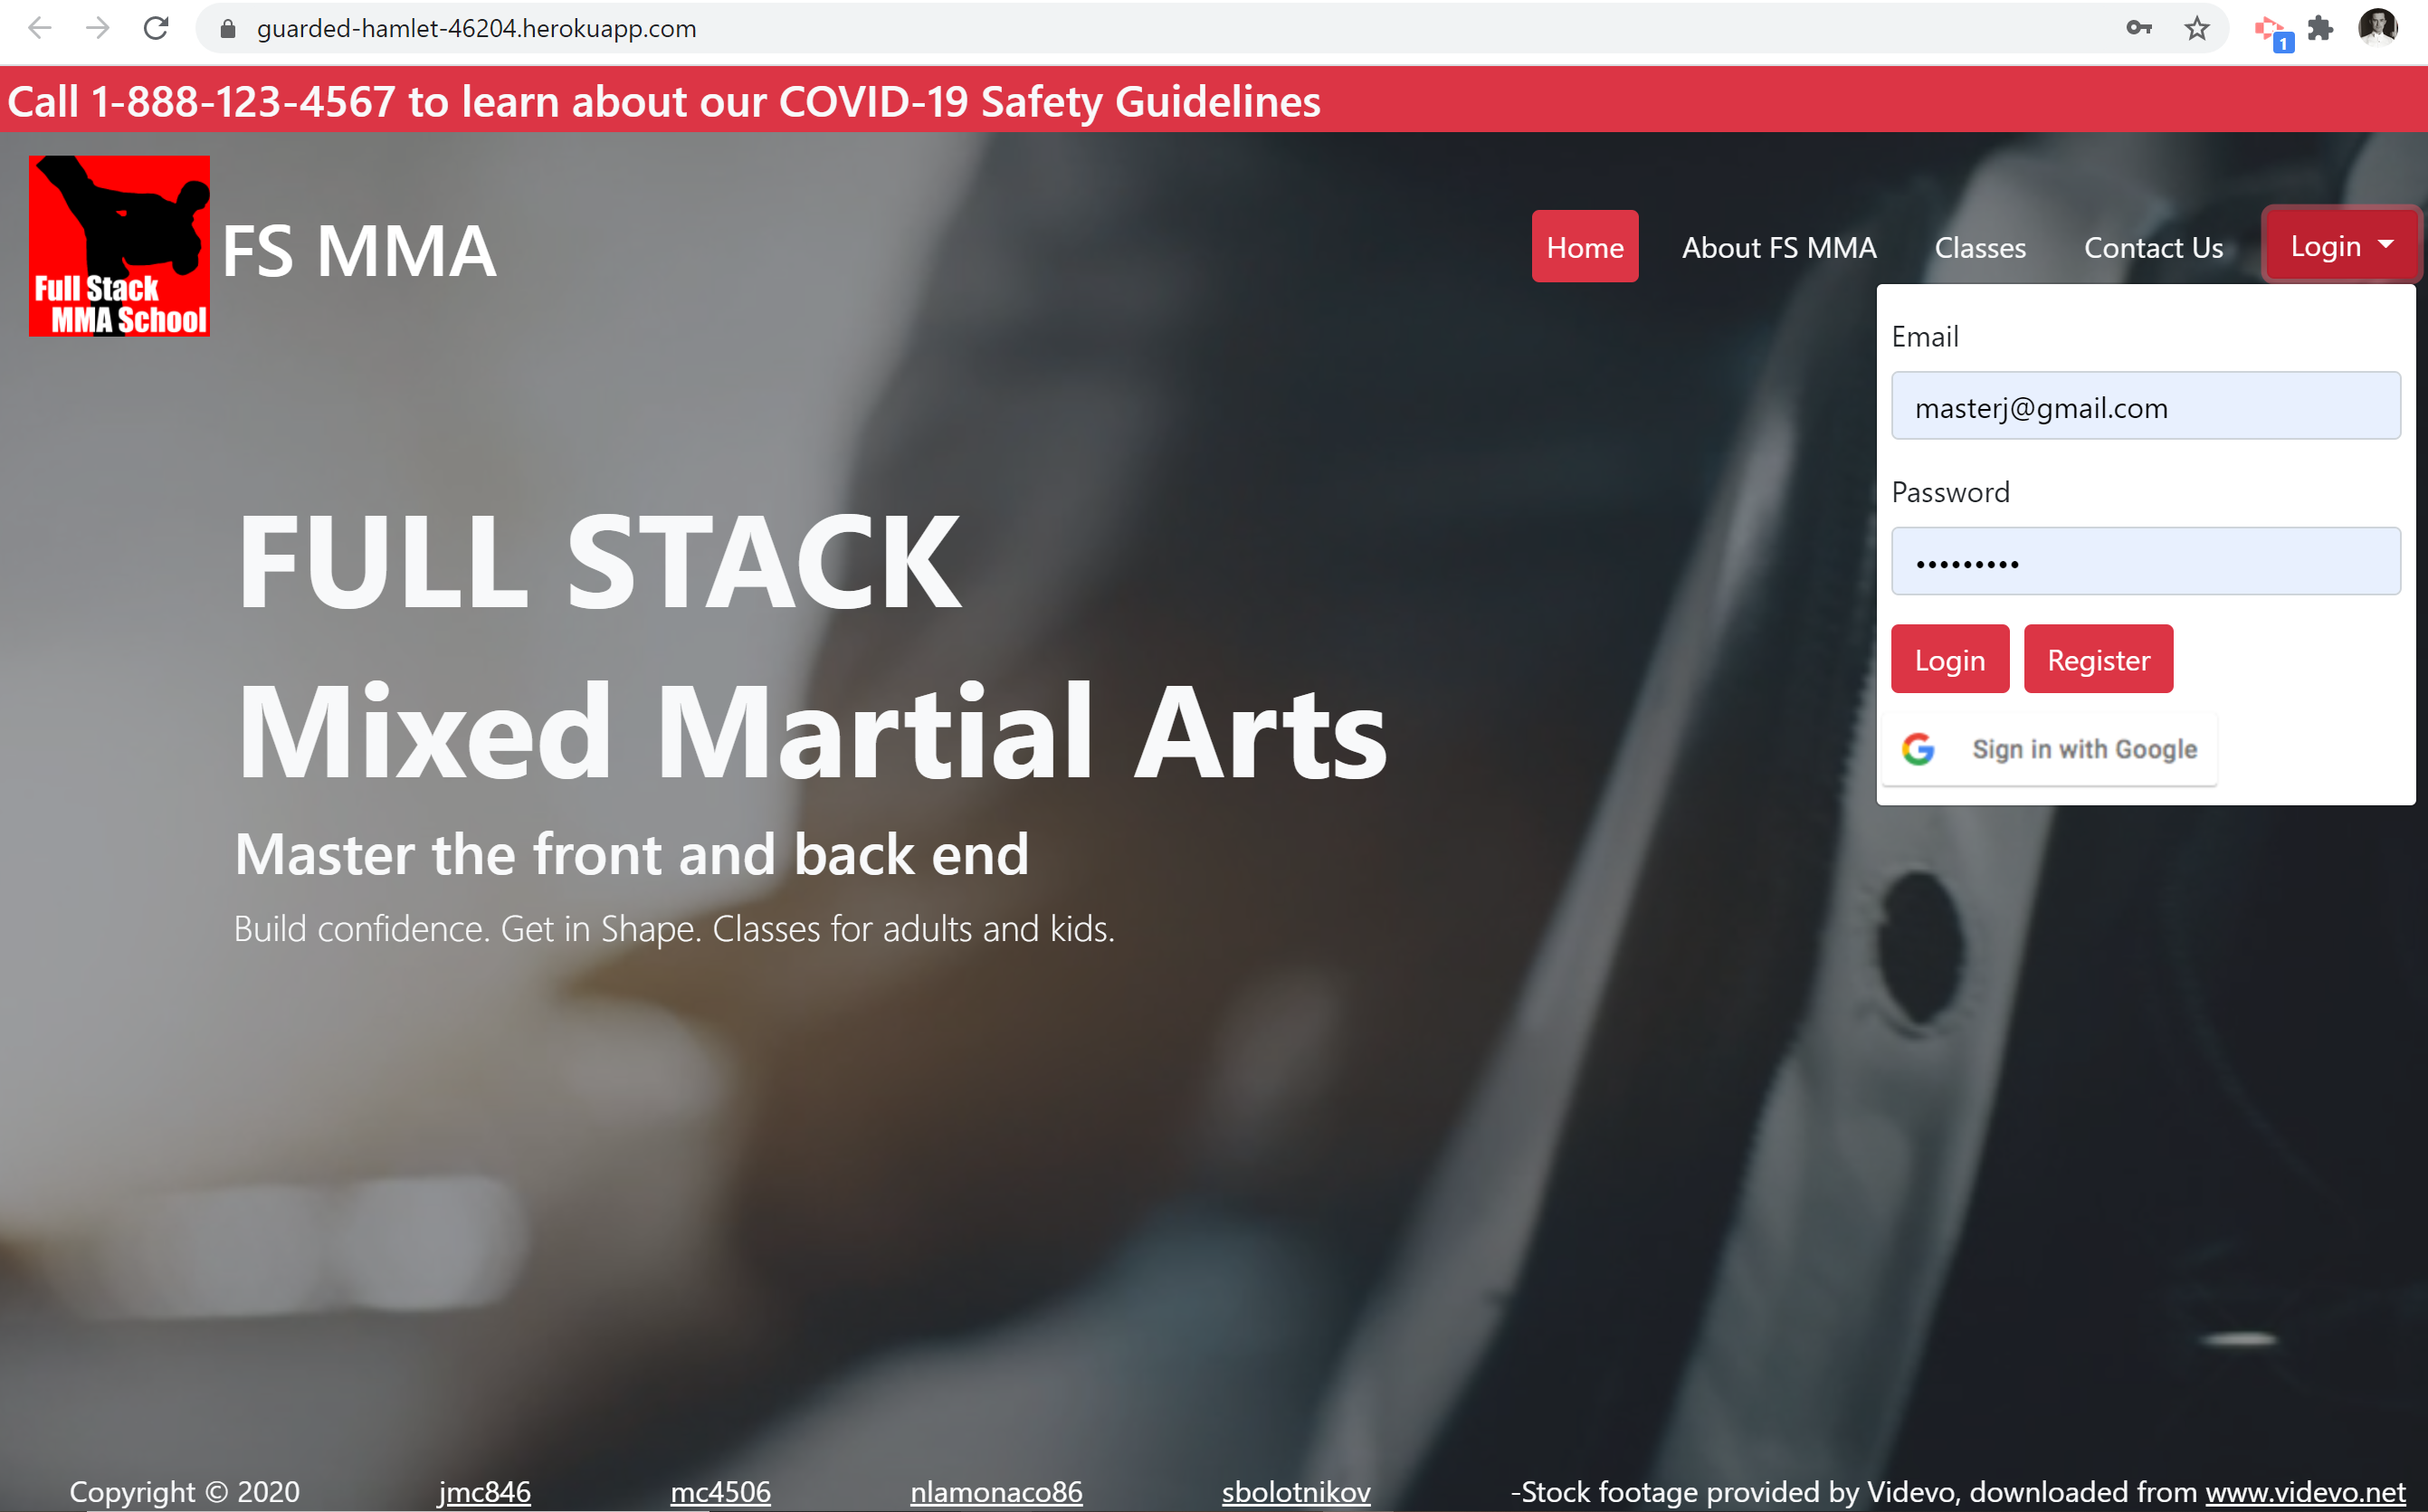 guarded-hamlet-46204.herokuapp.com
1
Call 1-888-123-4567 to learn about our COVID-19 Safety Guidelines
Full Stack
MMA School
FS MMA
Home
About FS MMA
Classes
Contact Us
Login
Email
masterj@gmail.com
Password
•••••••••
Login
Register
Sign in with Google
FULL STACK
Mixed Martial Arts
Master the front and back end
Build confidence. Get in Shape. Classes for adults and kids.
Copyright © 2020
jmc846
mc4506
nlamonaco86
sbolotnikov
-Stock footage provided by Videvo, downloaded from www.videvo.net